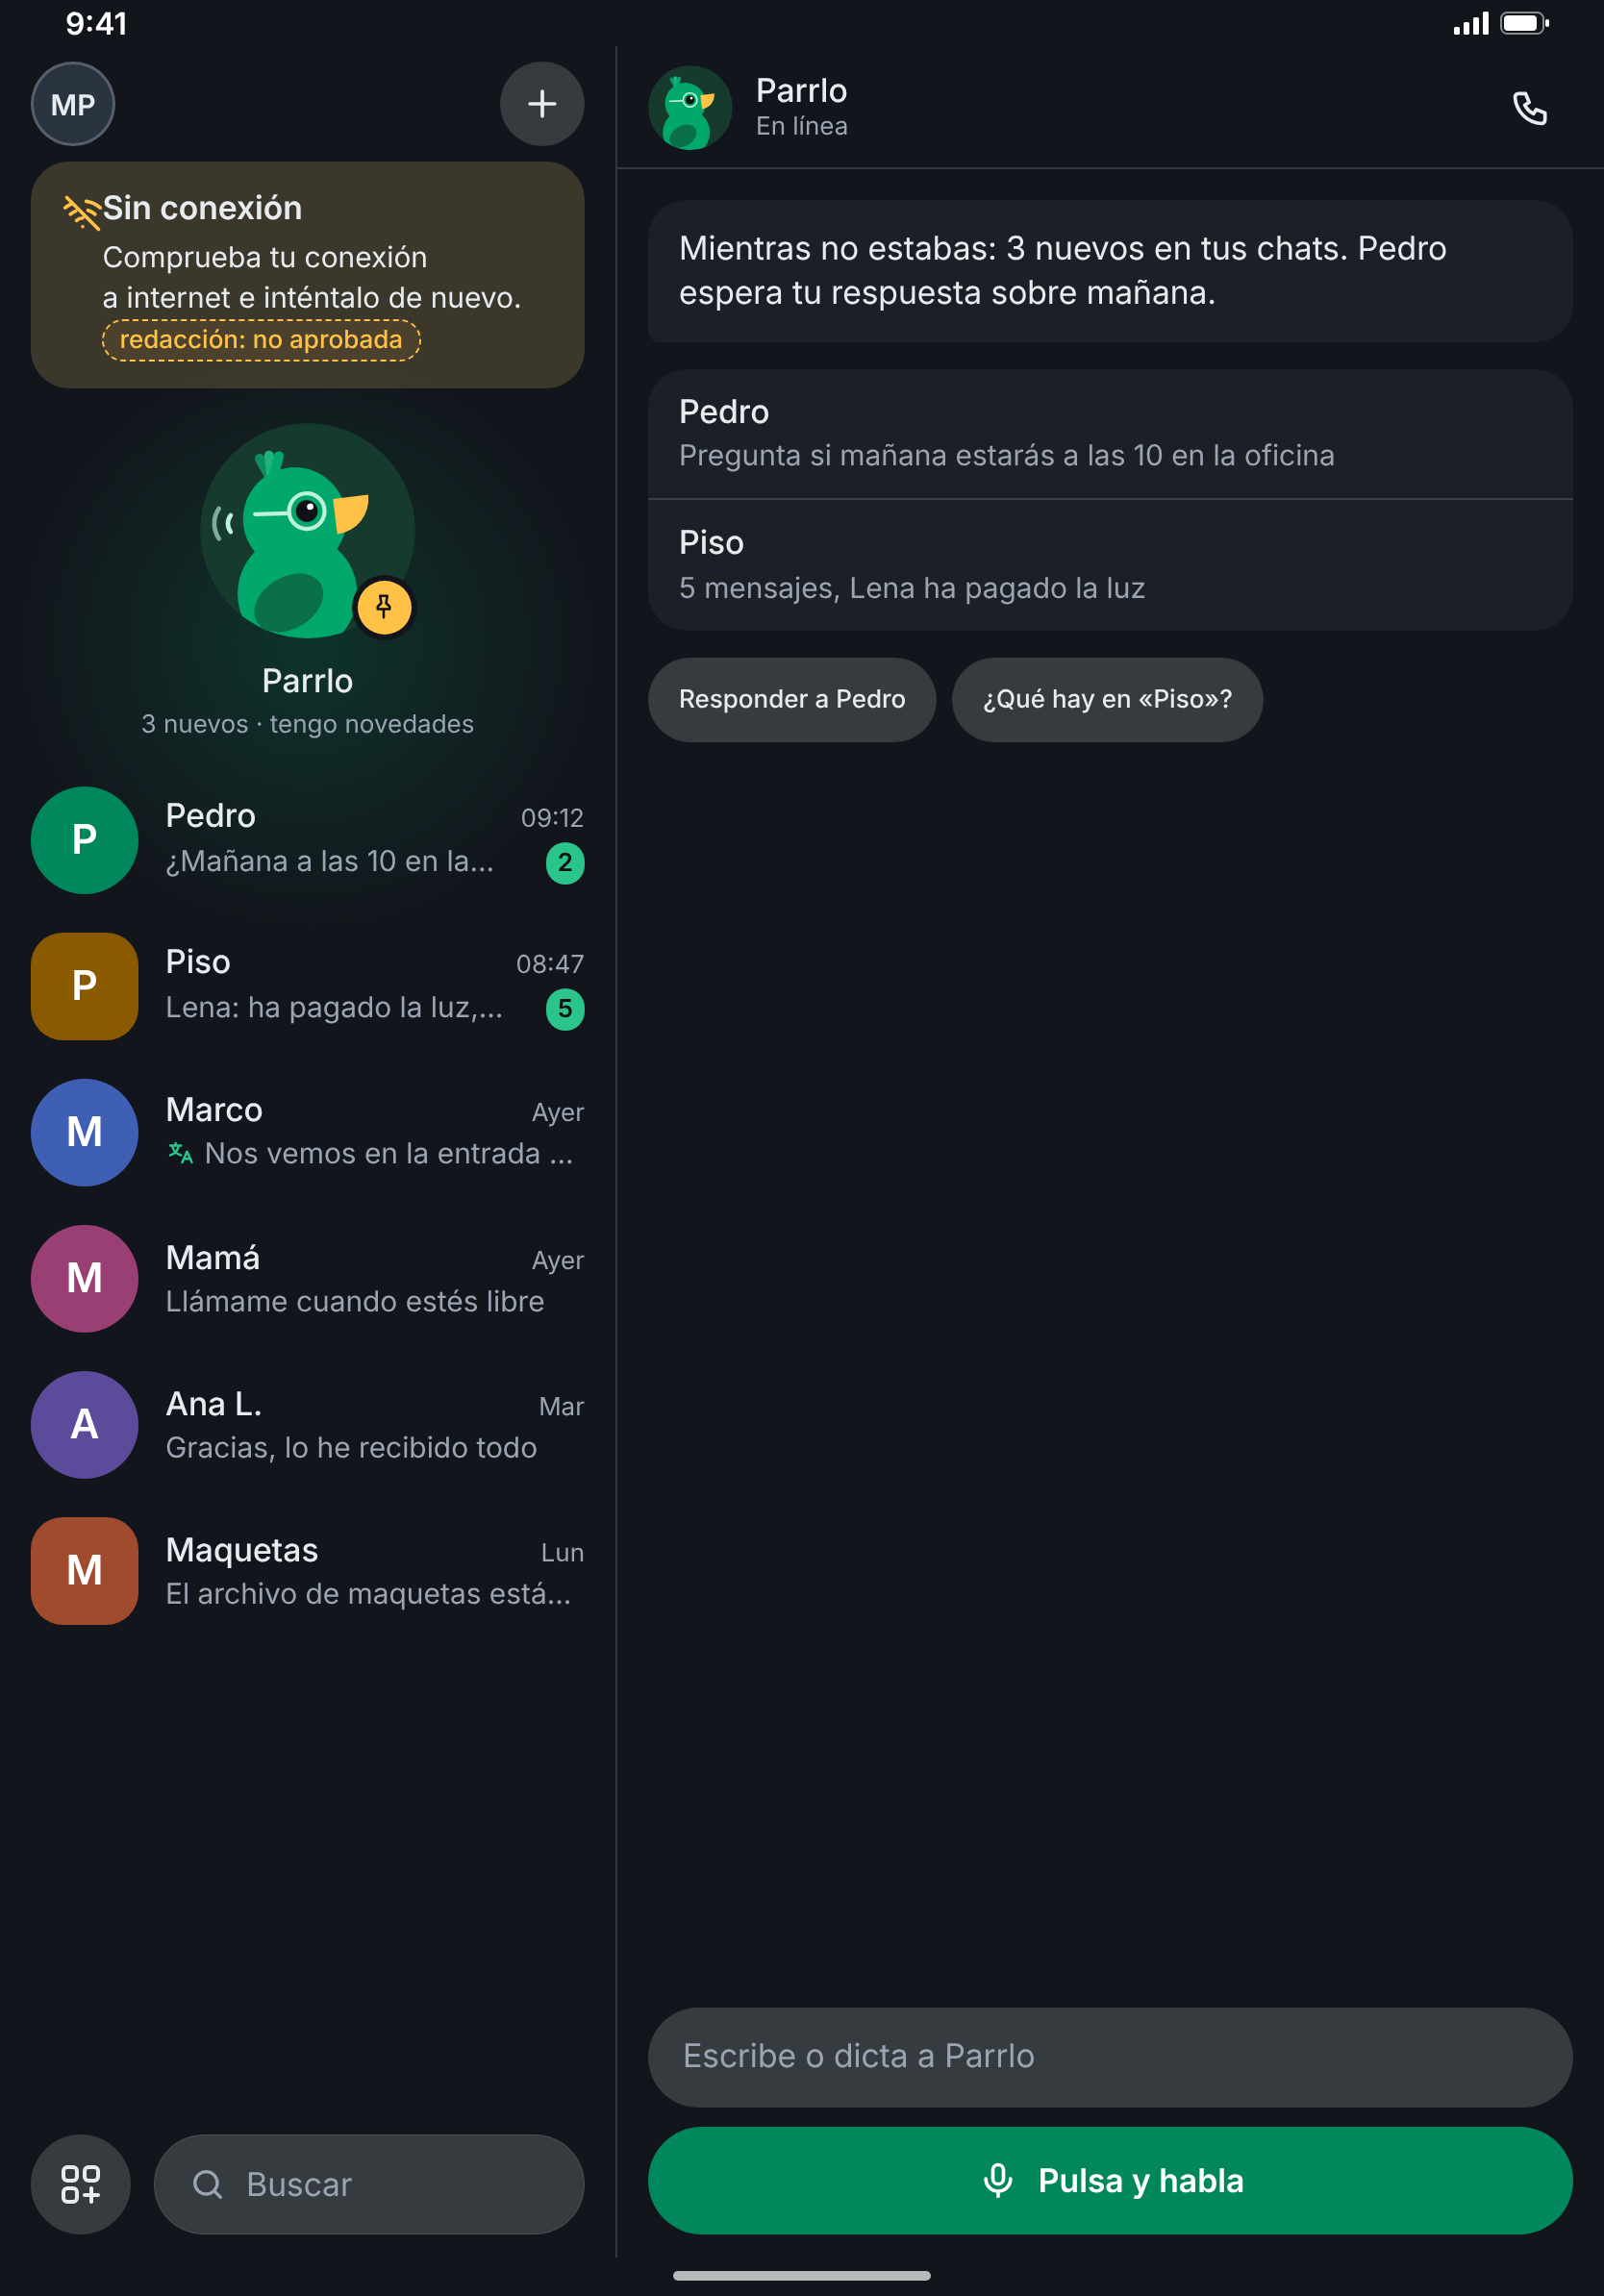 9:41
MP
Sin conexión
Comprueba tu conexión
a internet e inténtalo de nuevo.
redacción: no aprobada
Parrlo
3 nuevos · tengo novedades
P
Pedro
09:12
¿Mañana a las 10 en la...
2
P
Piso
08:47
Lena: ha pagado la luz,...
5
M
Marco
Ayer
Nos vemos en la entrada ...
M
Mamá
Ayer
Llámame cuando estés libre
A
Ana L.
Mar
Gracias, lo he recibido todo
M
Maquetas
Lun
El archivo de maquetas está...
Buscar
Parrlo
En línea
Mientras no estabas: 3 nuevos en tus chats. Pedro
espera tu respuesta sobre mañana.
Pedro
Pregunta si mañana estarás a las 10 en la oficina
Piso
5 mensajes, Lena ha pagado la luz
Responder a Pedro
¿Qué hay en «Piso»?
Escribe o dicta a Parrlo
Pulsa y habla